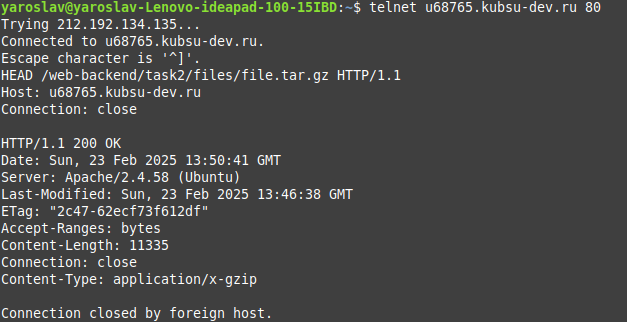 yaroslav@yaroslav-Lenovo-ideapad-100-15IBD:~$ telnet u68765.kubsu-dev.ru 80
Trying 212.192.134.135...
Connected to u68765.kubsu-dev.ru.
Escape character is '^]'.
HEAD /web-backend/task2/files/file.tar.gz HTTP/1.1
Host: u68765.kubsu-dev.ru
Connection: close

HTTP/1.1 200 OK
Date: Sun, 23 Feb 2025 13:50:41 GMT
Server: Apache/2.4.58 (Ubuntu)
Last-Modified: Sun, 23 Feb 2025 13:46:38 GMT
ETag: "2c47-62ecf73f612df"
Accept-Ranges: bytes
Content-Length: 11335
Connection: close
Content-Type: application/x-gzip

Connection closed by foreign host.